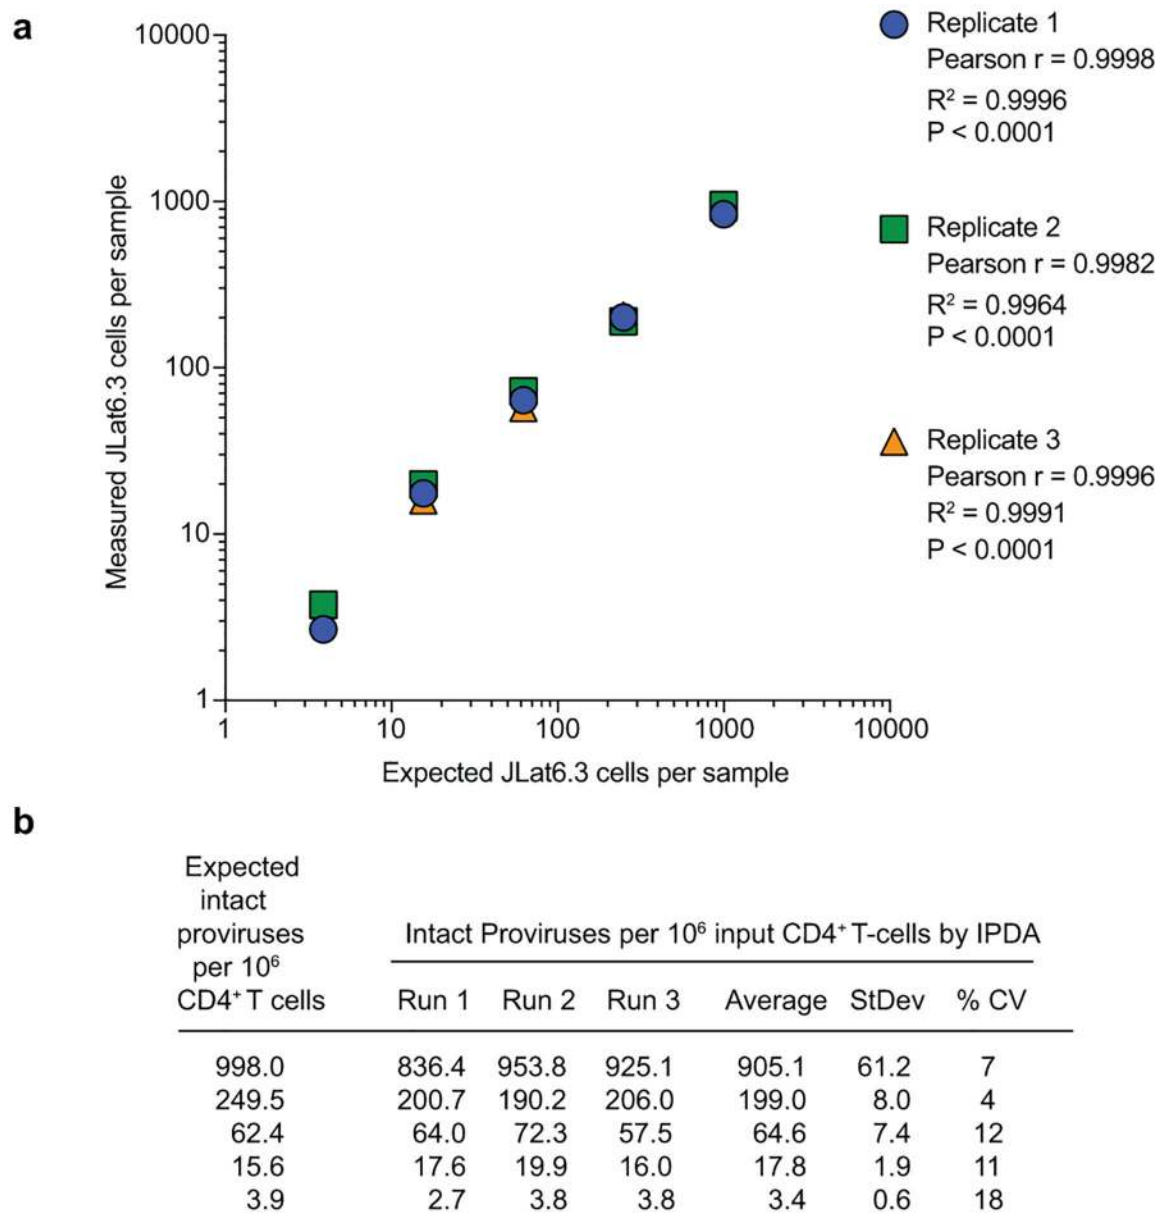 a
10000
1000
100
10
1
Measured JLat6.3 cells per sample
1 10 100 1000 10000
Expected JLat6.3 cells per sample
Replicate 1
Pearson r = 0.9998
R² = 0.9996
P < 0.0001
Replicate 2
Pearson r = 0.9982
R² = 0.9964
P < 0.0001
Replicate 3
Pearson r = 0.9996
R² = 0.9991
P < 0.0001
b
Expected
intact
proviruses
per 10⁶
CD4⁺ T cells
Intact Proviruses per 10⁶ input CD4⁺ T-cells by IPDA
Run 1 Run 2 Run 3 Average StDev % CV
998.0 836.4 953.8 925.1 905.1 61.2 7
249.5 200.7 190.2 206.0 199.0 8.0 4
62.4 64.0 72.3 57.5 64.6 7.4 12
15.6 17.6 19.9 16.0 17.8 1.9 11
3.9 2.7 3.8 3.8 3.4 0.6 18